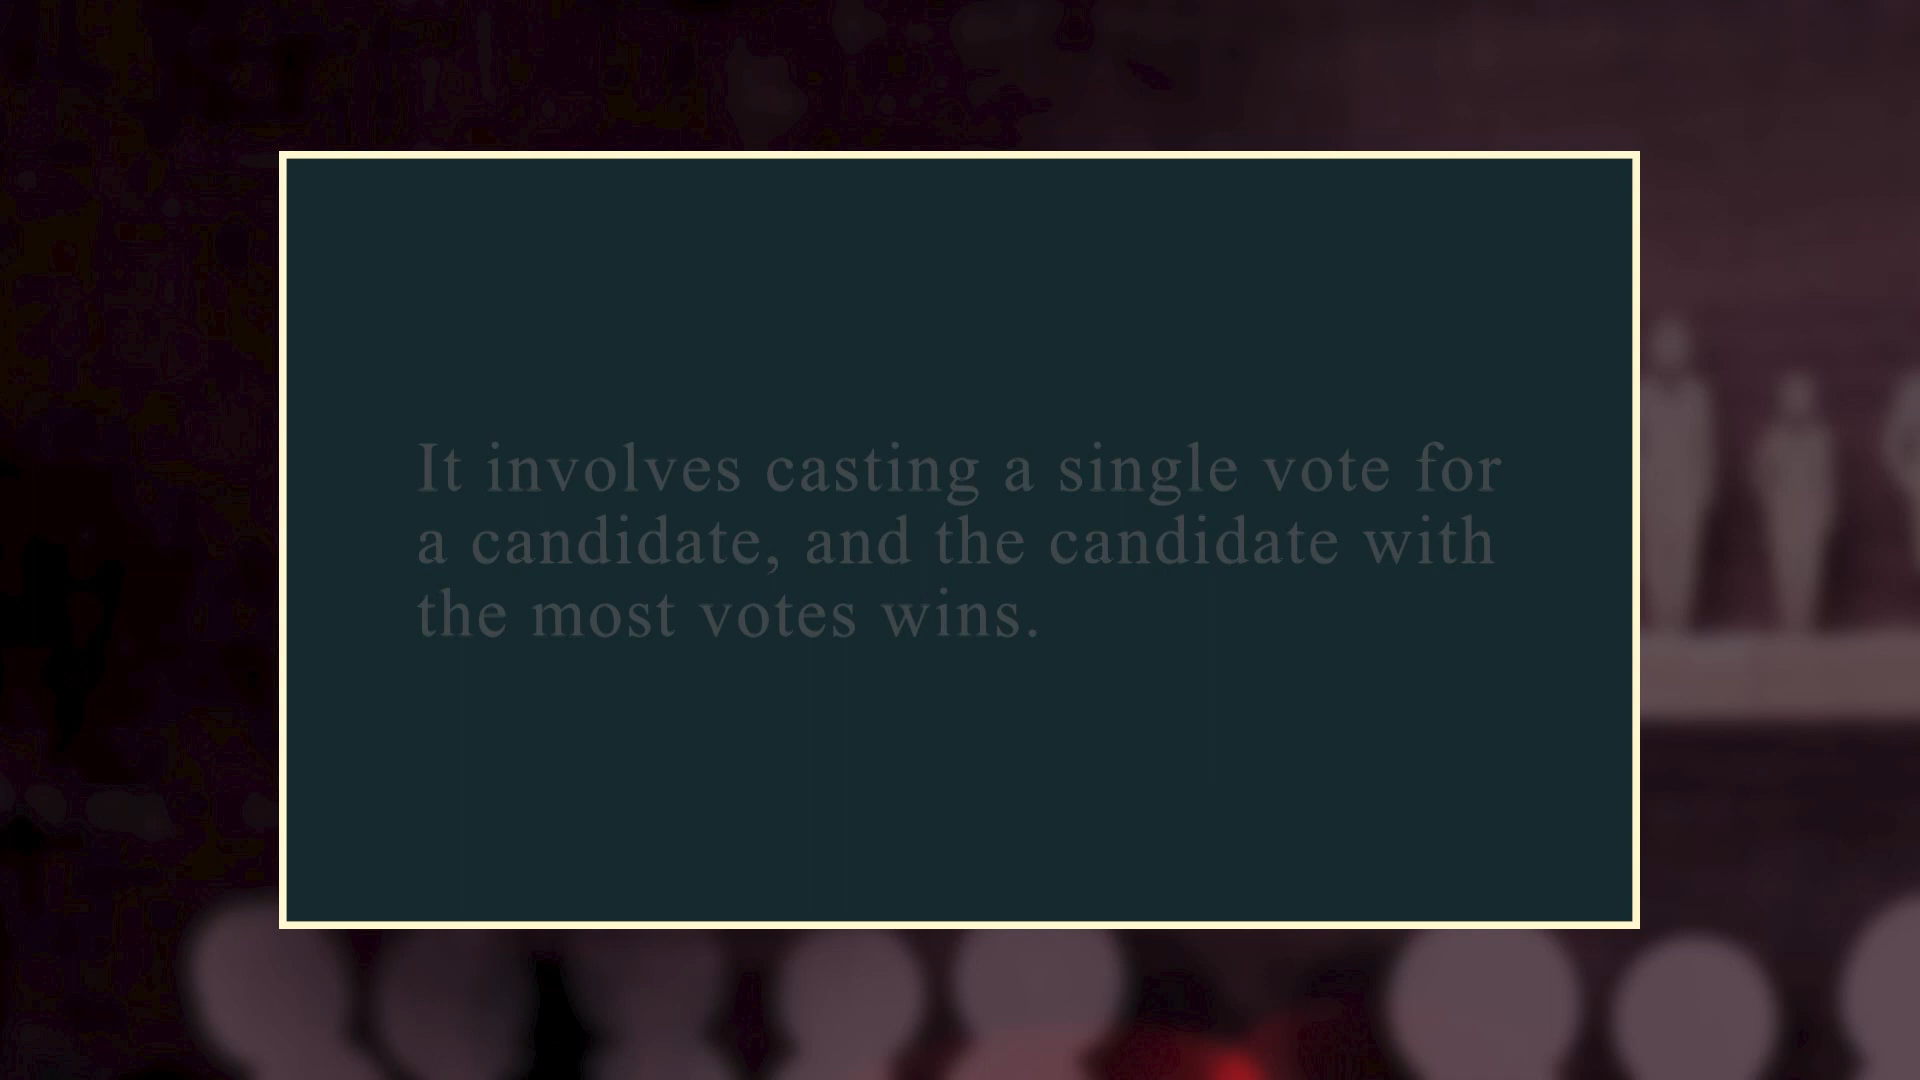 It involves casting a single vote for
a candidate, and the candidate with
the most votes wins.